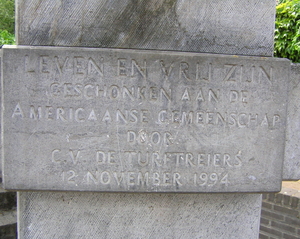 LEVEN EN VRIJ ZIJN
GESCHONKEN AAN DE
AMERICAANSE GEMEENSCHAP
DOOR
C.V. DE TURFTREIERS
12 NOVEMBER 1994